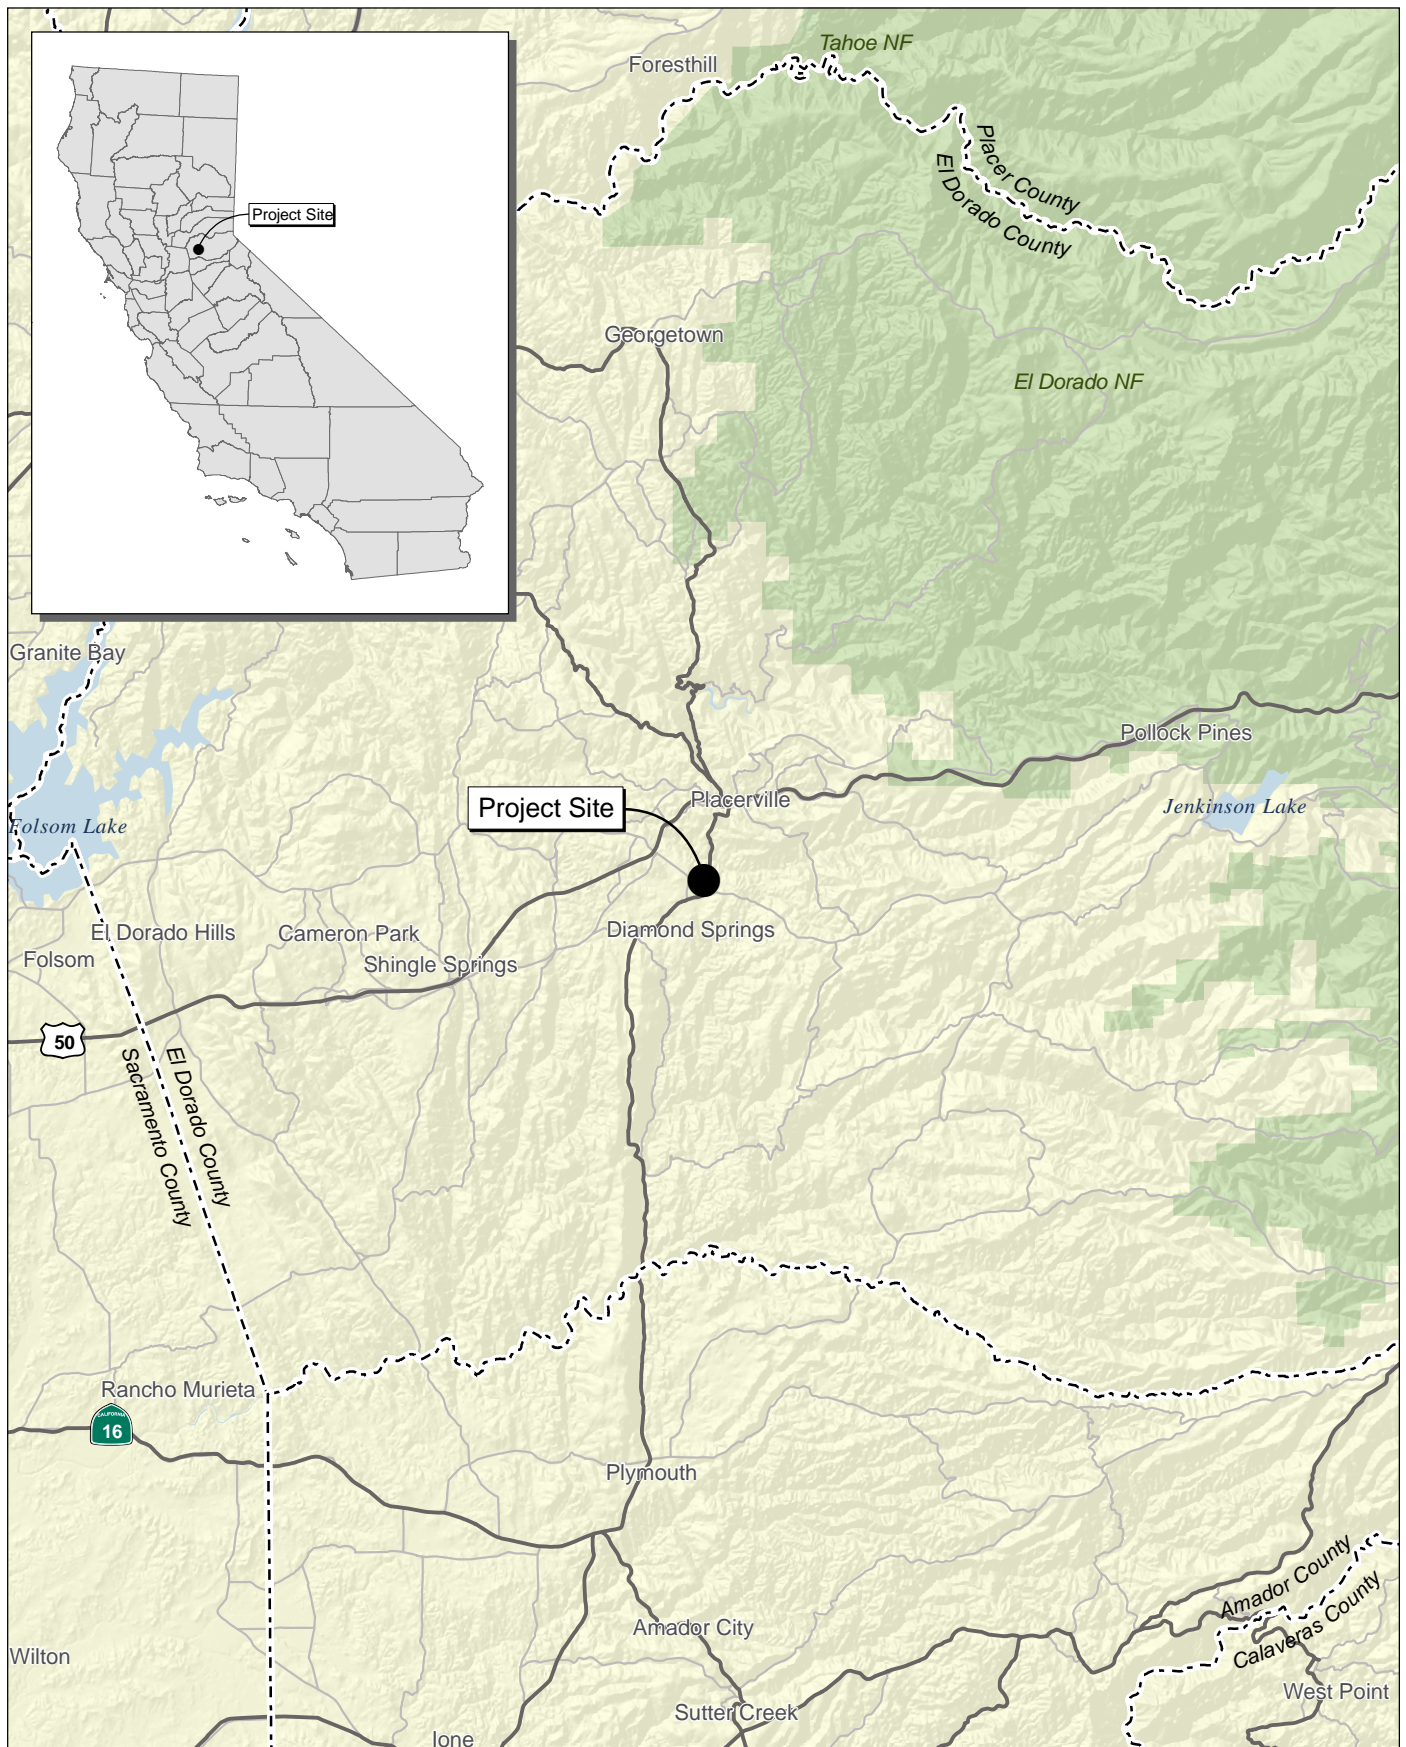 Tahoe NF
Foresthill
Placer County
El Dorado County
Project Site
Georgetown
El Dorado NF
Granite Bay
Pollock Pines
Placerville
Project Site
Jenkinson Lake
Folsom Lake
Diamond Springs
El Dorado Hills
Cameron Park
Folsom
Shingle Springs
50
El Dorado County
Sacramento County
Rancho Murieta
CALIFORNIA
16
Plymouth
Amador County
Calaveras County
Amador City
Wilton
West Point
Sutter Creek
Ione